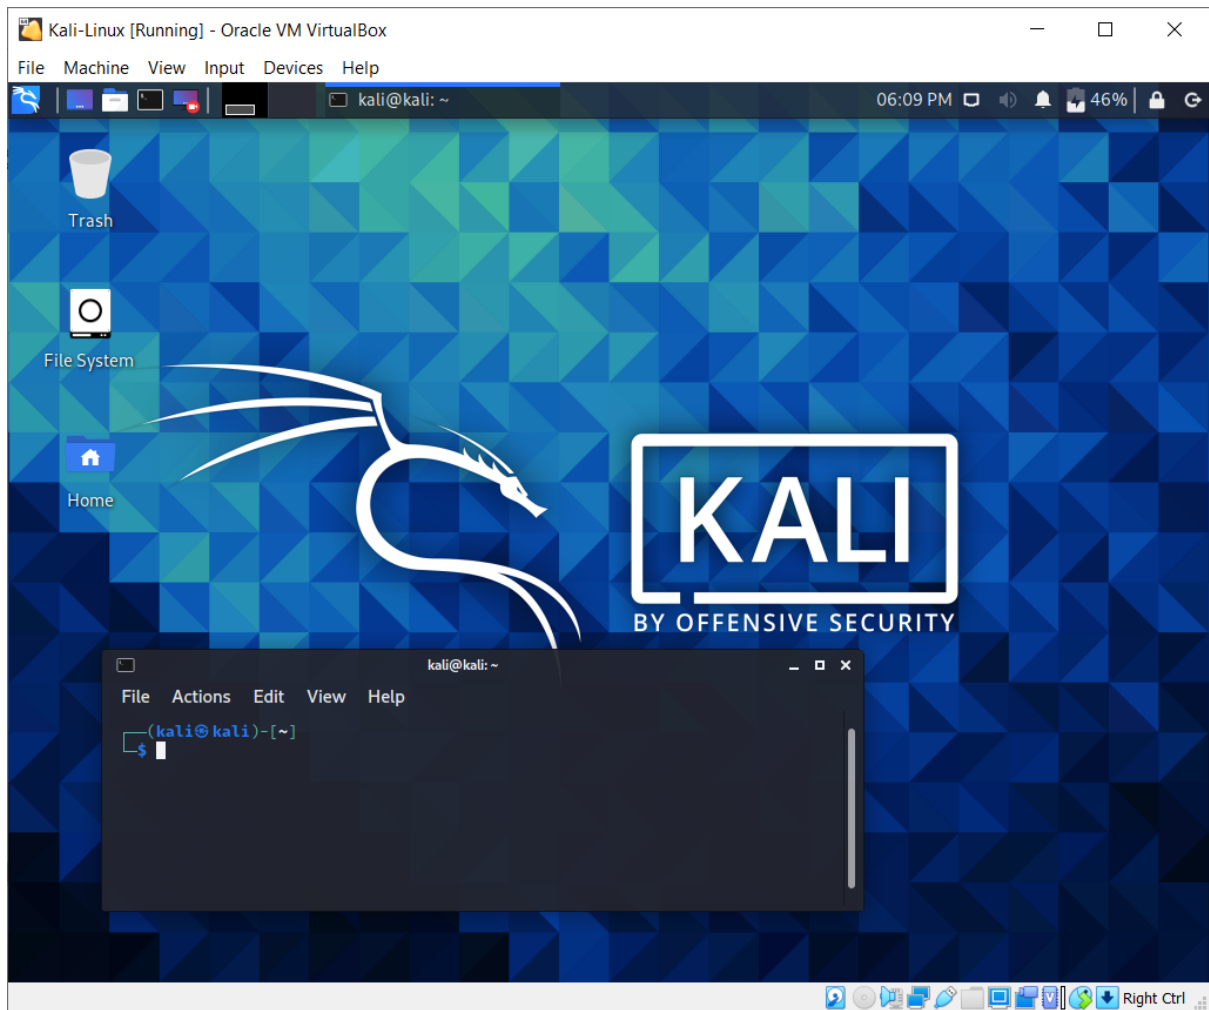 Kali-Linux [Running] - Oracle VM VirtualBox
File Machine View Input Devices Help
kali@kali: ~
06:09 PM 46%
Trash
File System
Home
KALI
BY OFFENSIVE SECURITY
kali@kali: ~
File Actions Edit View Help
┌──(kali㉿kali)-[~]
└─$
Right Ctrl